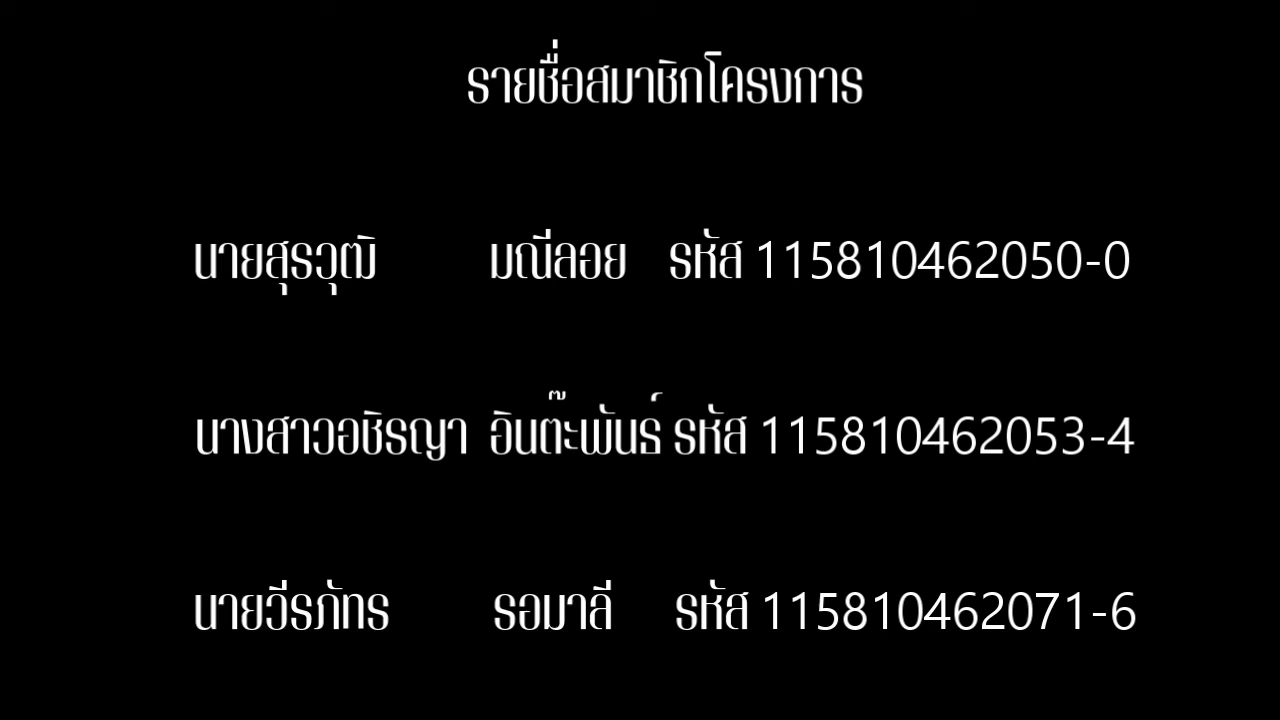 รายชื่อสมาชิกโครงการ
นายสุรวุฒิ มณีลอย รหัส 115810462050-0
นางสาวอชิรญา อินต๊ะพันธ์ รหัส 115810462053-4
นายวีรภัทร รอมาลี รหัส 115810462071-6